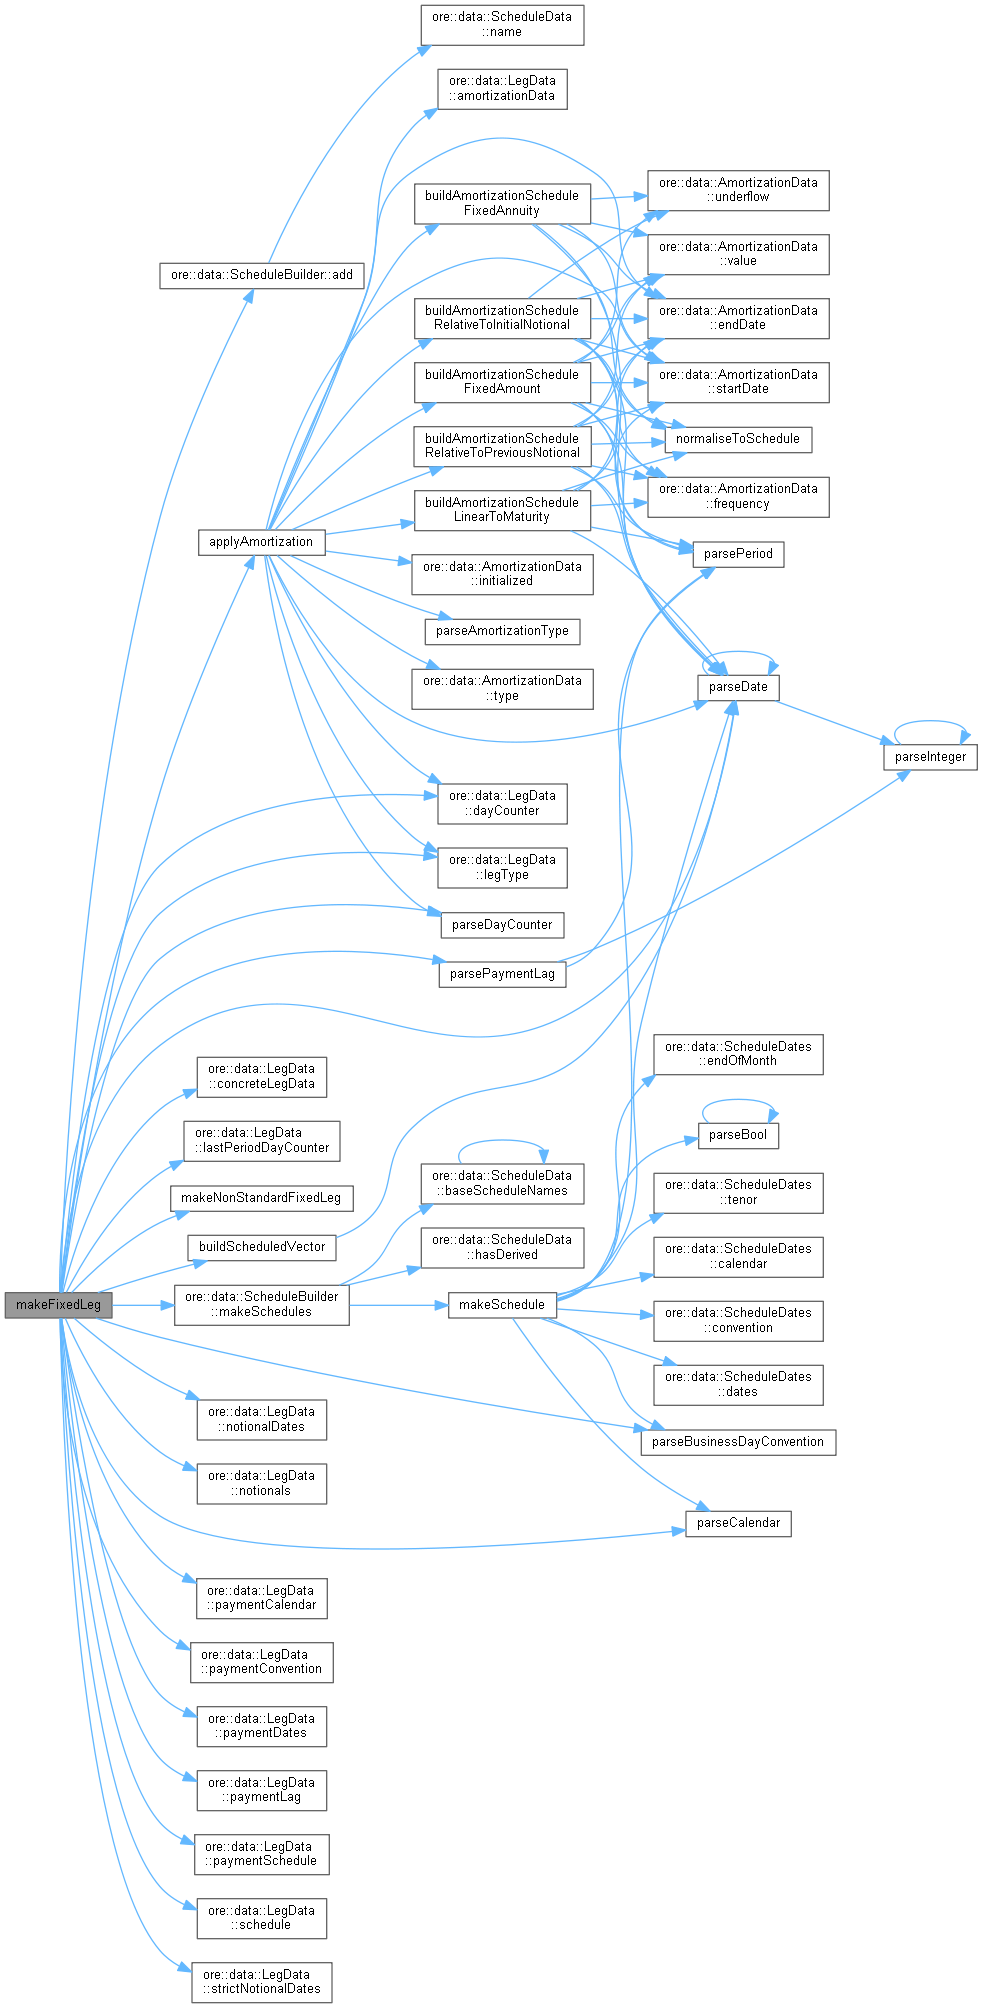 ore::data::ScheduleData
::name
ore::data::LegData
::amortizationData
buildAmortizationSchedule
FixedAnnuity
ore::data::AmortizationData
::underflow
ore::data::AmortizationData
::value
ore::data::ScheduleBuilder::add
buildAmortizationSchedule
RelativeToInitialNotional
ore::data::AmortizationData
::endDate
buildAmortizationSchedule
FixedAmount
ore::data::AmortizationData
::startDate
buildAmortizationSchedule
RelativeToPreviousNotional
normaliseToSchedule
buildAmortizationSchedule
LinearToMaturity
ore::data::AmortizationData
::frequency
applyAmortization
parsePeriod
ore::data::AmortizationData
::initialized
parseAmortizationType
ore::data::AmortizationData
::type
parseDate
parseInteger
ore::data::LegData
::dayCounter
ore::data::LegData
::legType
parseDayCounter
parsePaymentLag
ore::data::ScheduleDates
::endOfMonth
ore::data::LegData
::concreteLegData
ore::data::LegData
::lastPeriodDayCounter
parseBool
makeNonStandardFixedLeg
ore::data::ScheduleData
::baseScheduleNames
ore::data::ScheduleDates
::tenor
buildScheduledVector
ore::data::ScheduleData
::hasDerived
ore::data::ScheduleDates
::calendar
makeFixedLeg
ore::data::ScheduleBuilder
::makeSchedules
makeSchedule
ore::data::ScheduleDates
::convention
ore::data::ScheduleDates
::dates
ore::data::LegData
::notionalDates
parseBusinessDayConvention
ore::data::LegData
::notionals
parseCalendar
ore::data::LegData
::paymentCalendar
ore::data::LegData
::paymentConvention
ore::data::LegData
::paymentDates
ore::data::LegData
::paymentLag
ore::data::LegData
::paymentSchedule
ore::data::LegData
::schedule
ore::data::LegData
::strictNotionalDates